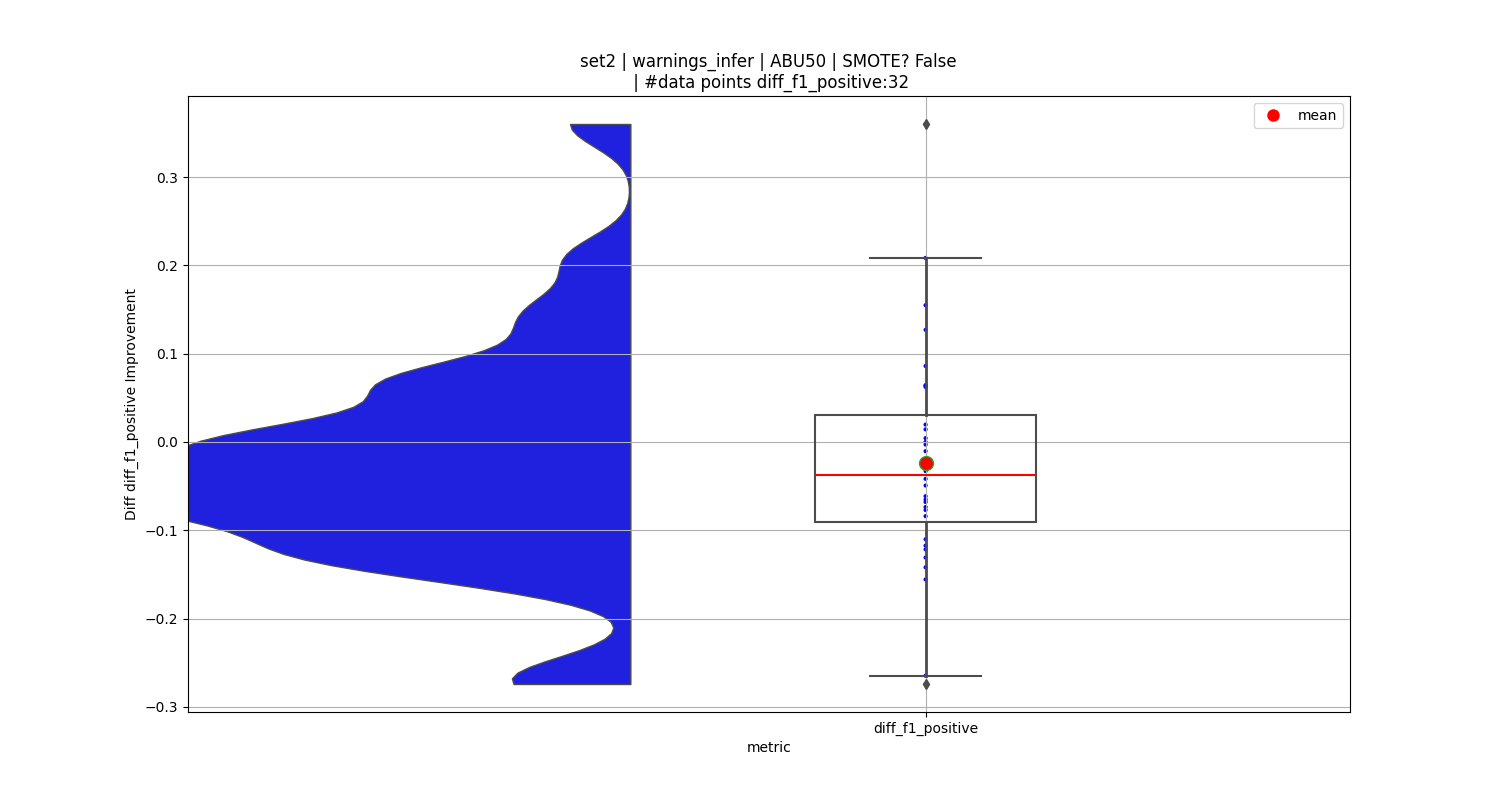 set2 | warnings_infer | ABU50 | SMOTE? False
| #data points diff_f1_positive:32
mean
0.3
0.2
0.1
0.0
−0.1
−0.2
−0.3
Diff diff_f1_positive Improvement
diff_f1_positive
metric